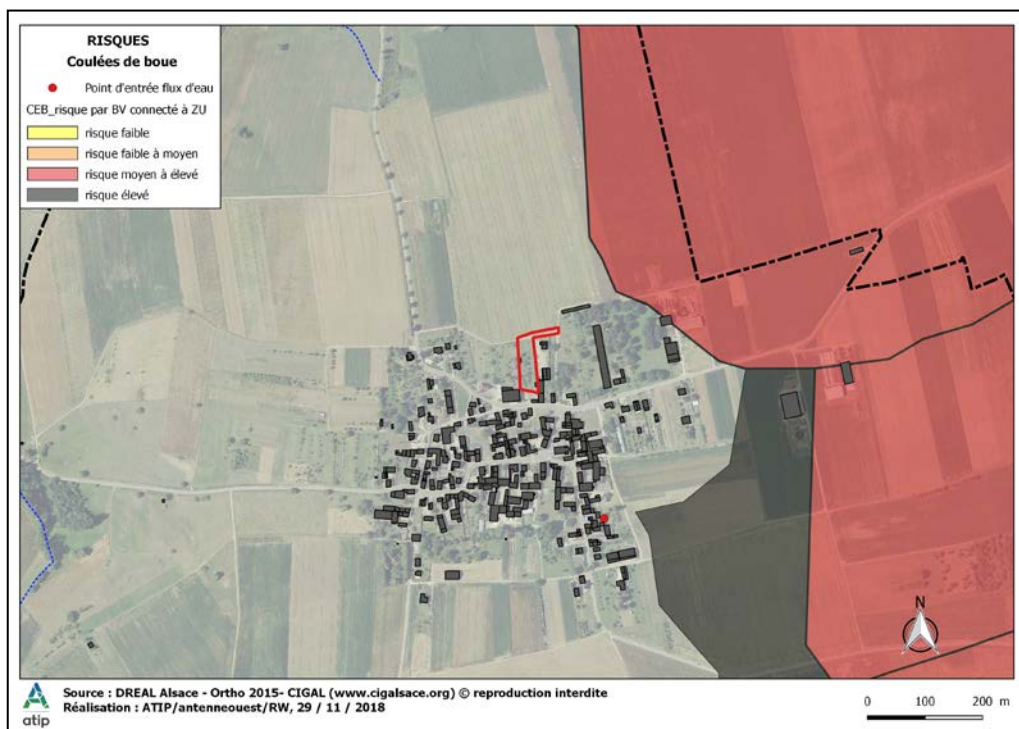 RISQUES
Coulées de boue
Point d'entrée flux d'eau
CEB_risque par BV connecté à ZU
risque faible
risque faible à moyen
risque moyen à élevé
risque élevé
N
atip
Source : DREAL Alsace - Ortho 2015- CIGAL (www.cigalsace.org) © reproduction interdite
Réalisation : ATIP/antenneouest/RW, 29 / 11 / 2018
0 100 200 m